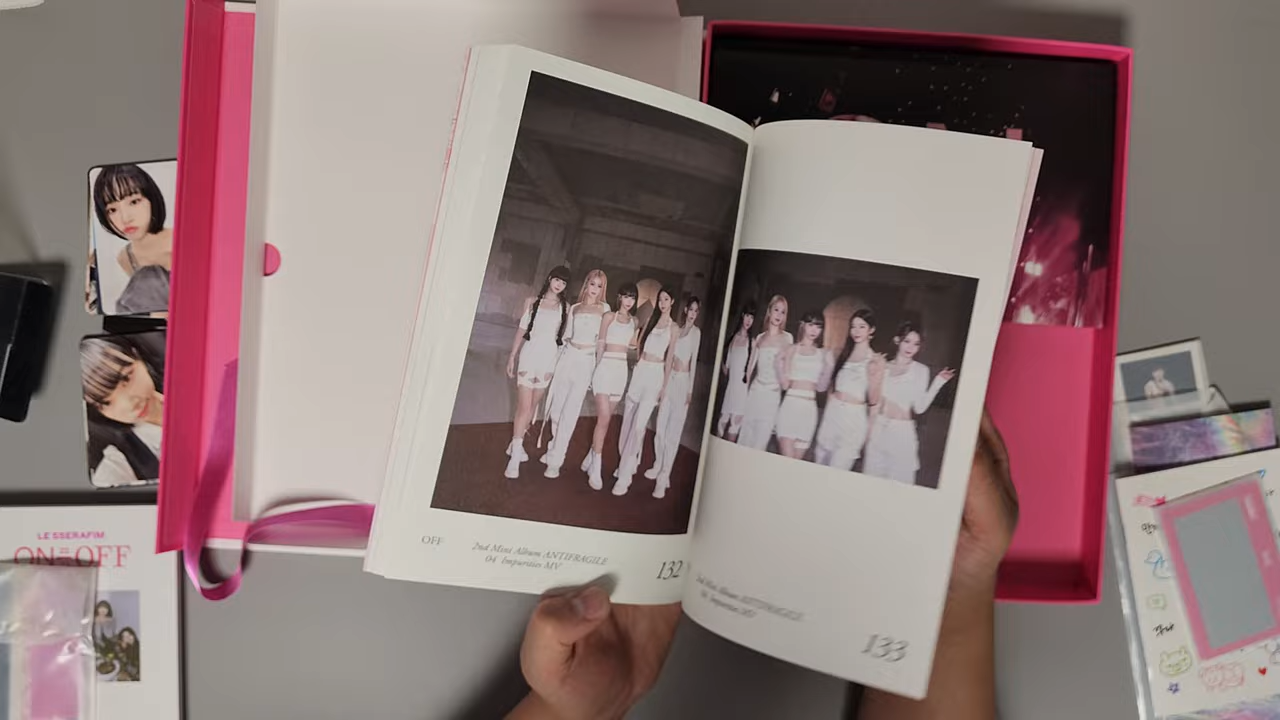 LE SSERAFIM
ON OFF
OFF
2nd Mini Album ANTIFRAGILE
04 Impurities MV
132
2nd Mini Album ANTIFRAGILE
04 Impurities MV
133